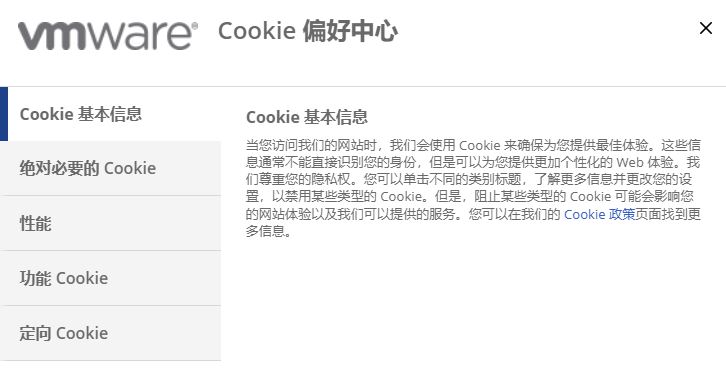 vmware® Cookie 偏好中心
Cookie 基本信息
绝对必要的 Cookie
性能
功能 Cookie
定向 Cookie
Cookie 基本信息
当您访问我们的网站时，我们会使用 Cookie 来确保为您提供最佳体验。这些信
息通常不能直接识别您的身份，但是可以为您提供更加个性化的 Web 体验。我
们尊重您的隐私权。您可以单击不同的类别标题，了解更多信息并更改您的设
置，以禁用某些类型的 Cookie。但是，阻止某些类型的 Cookie 可能会影响您
的网站体验以及我们可以提供的服务。您可以在我们的 Cookie 政策页面找到更
多信息。